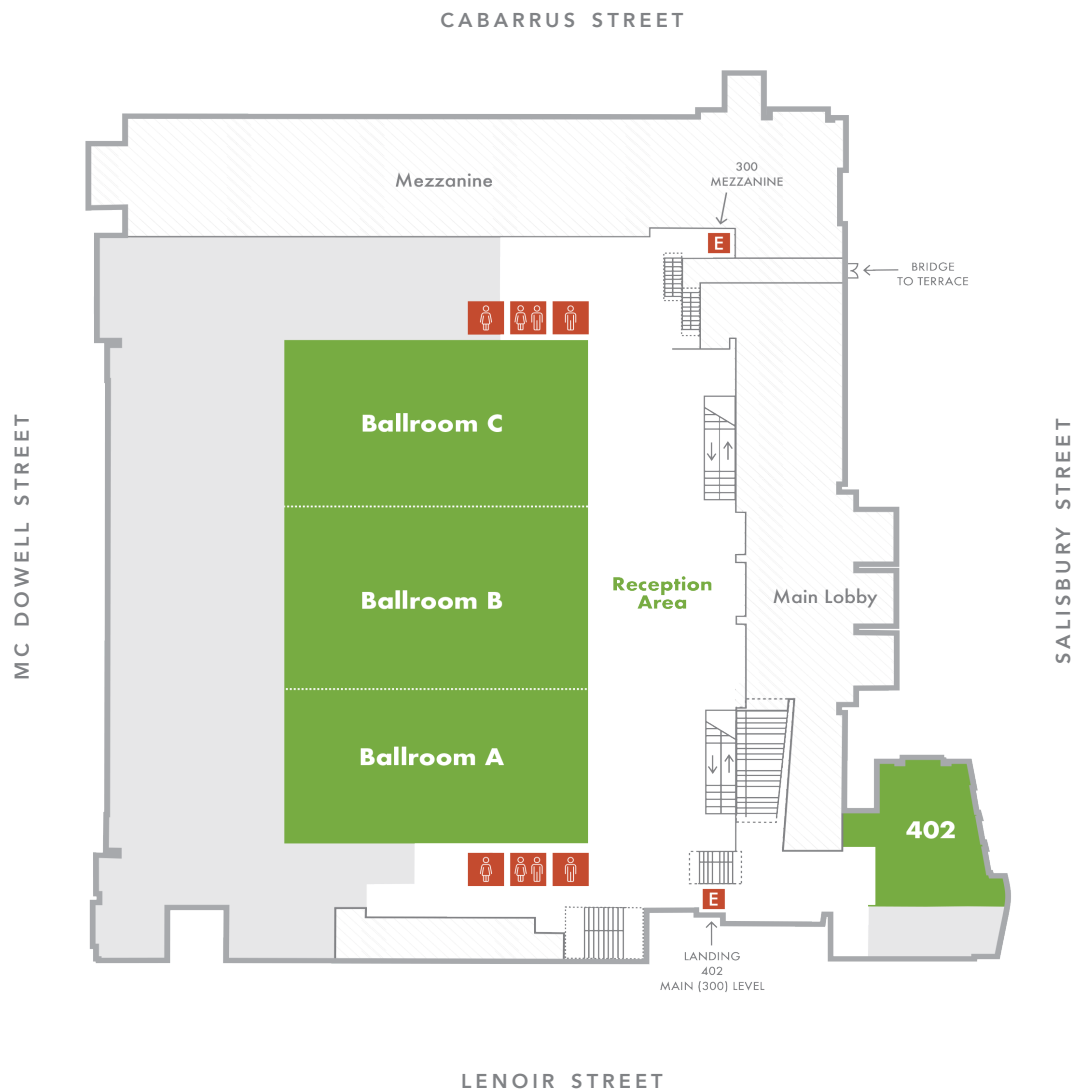 CABARRUS STREET
300
MEZZANINE
Mezzanine
E
BRIDGE
TO TERRACE
Ballroom C
MC DOWELL STREET
SALISBURY STREET
Reception
Area
Main Lobby
Ballroom B
Ballroom A
402
E
LANDING
402
MAIN (300) LEVEL
LENOIR STREET